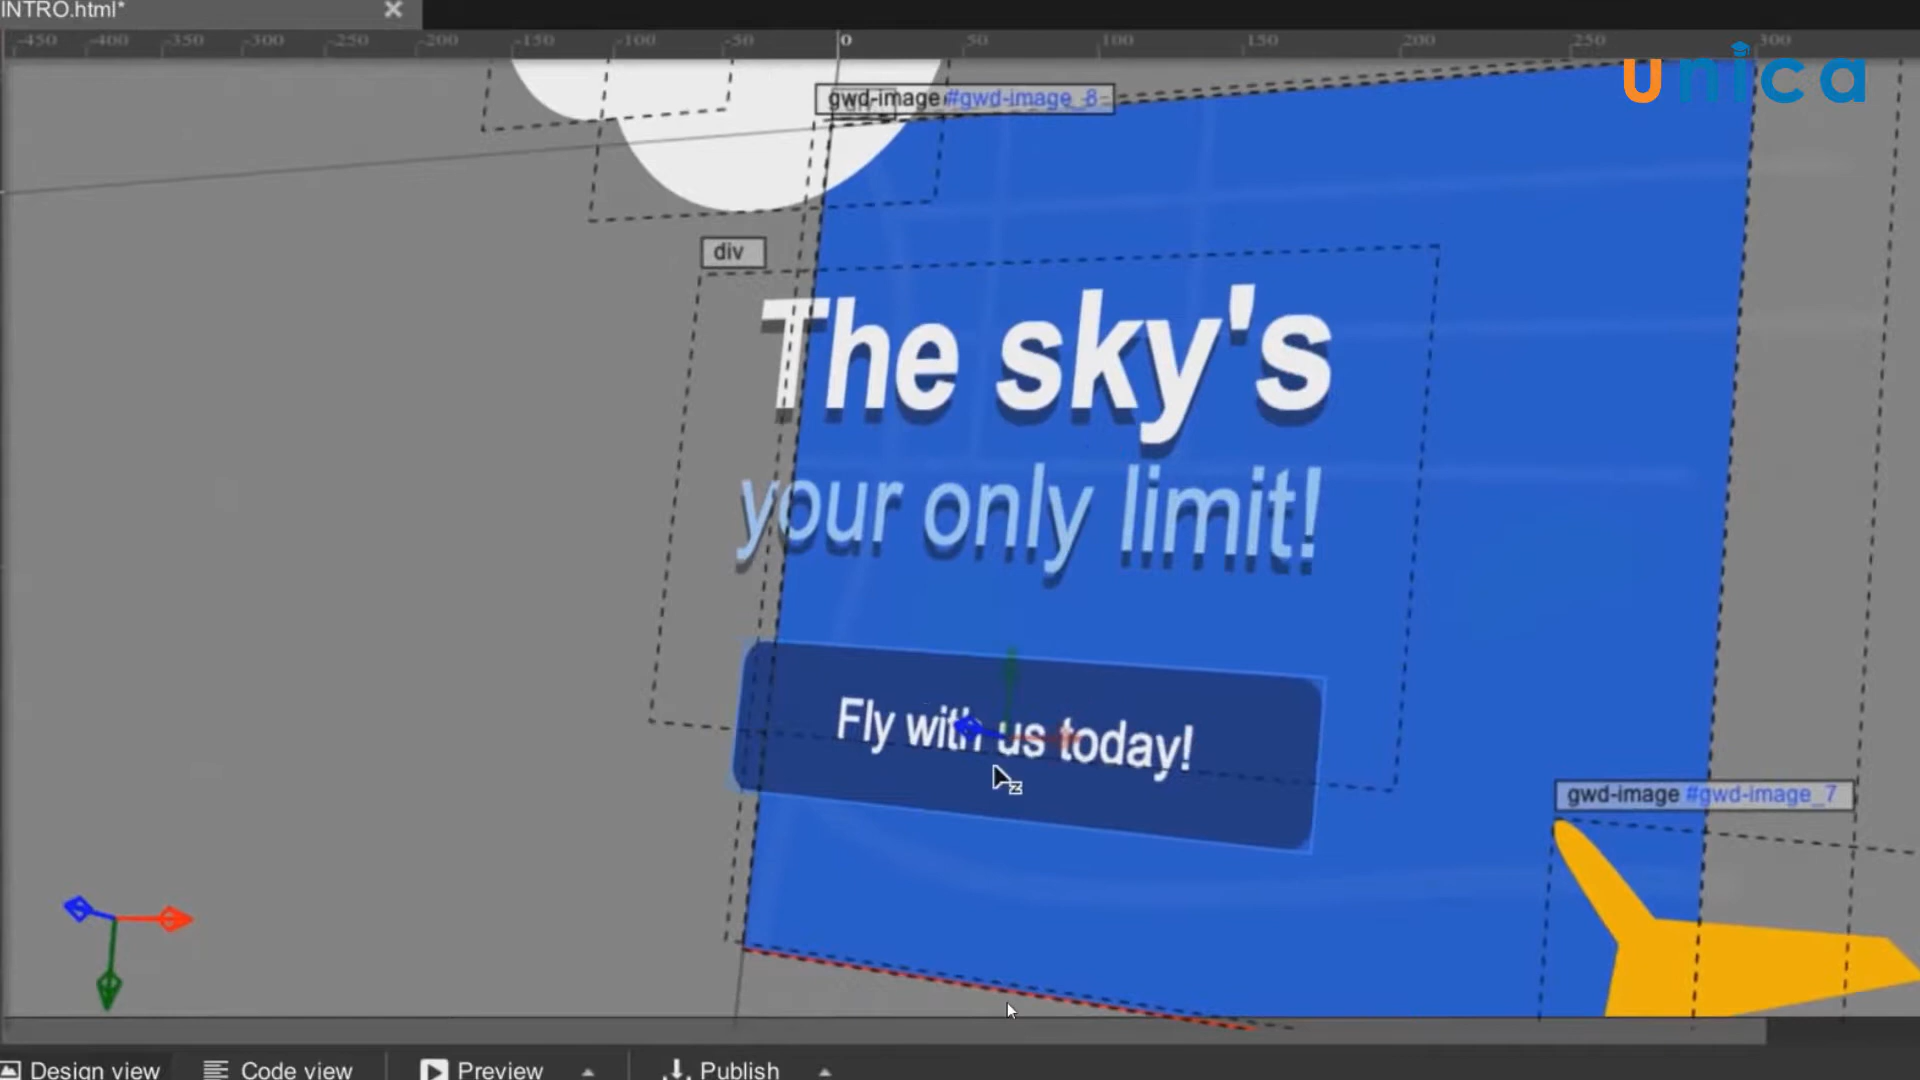 INTRO.html*
-450 -400 -350 -300 -250 -200 -150 -100 -50 0 50 100 150 200 250 300
unica
gwd-image #gwd-image_8
div
The sky's
your only limit!
Fly with us today!
gwd-image #gwd-image_7
Design view Code view Preview Publish